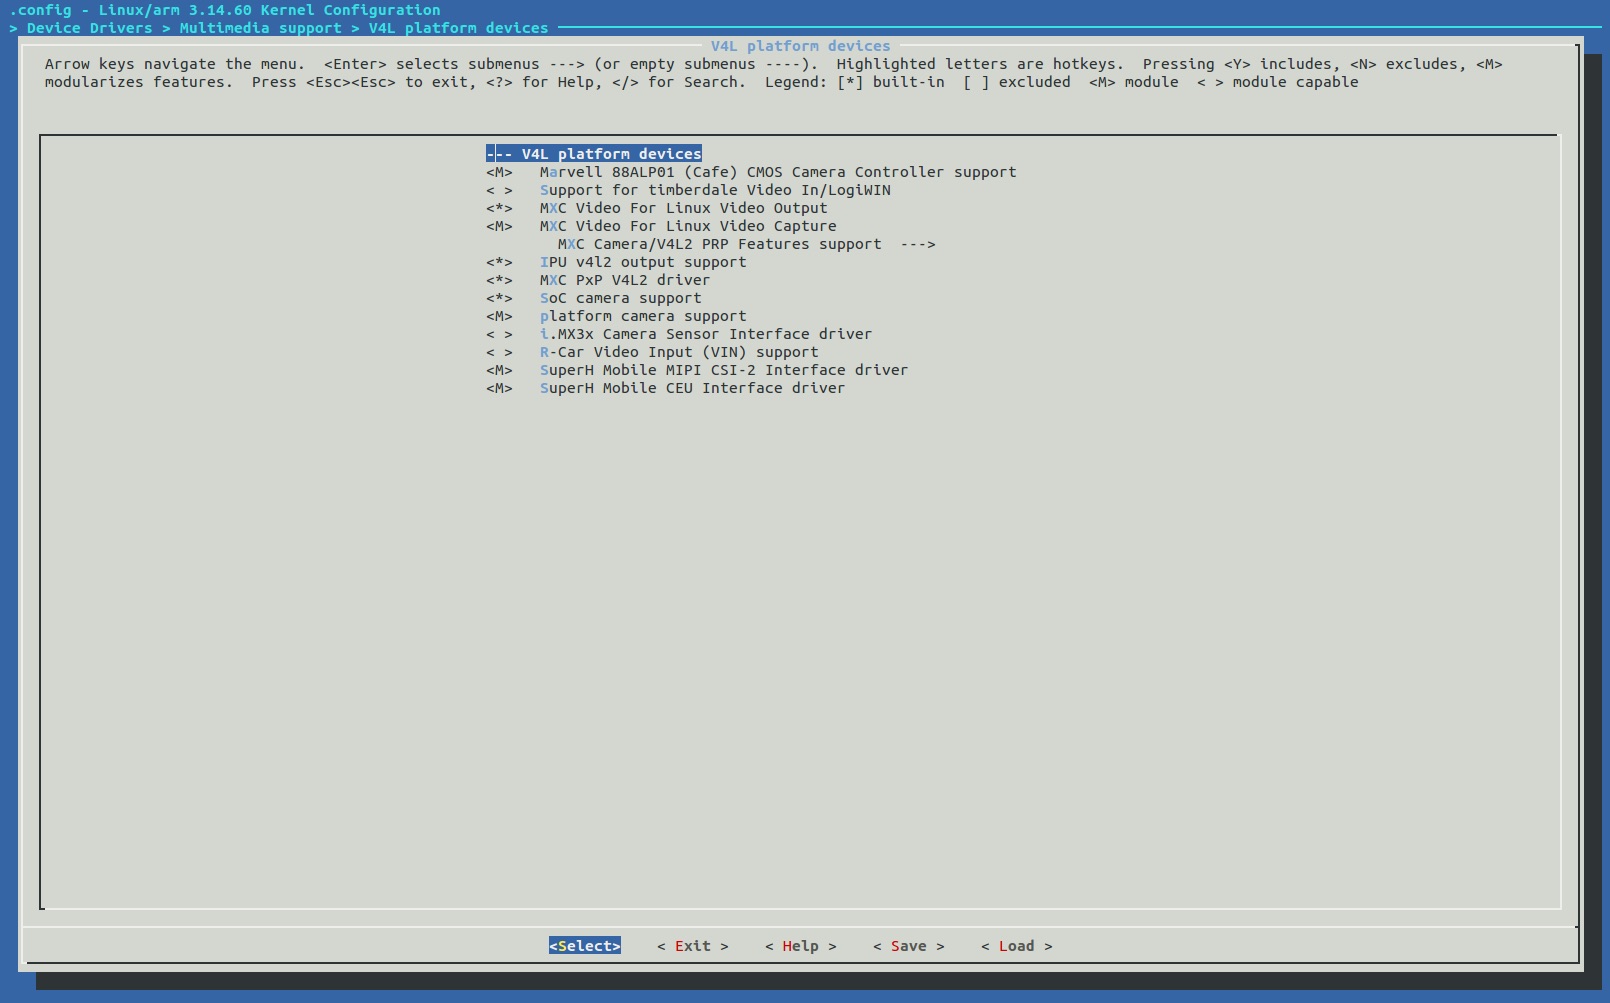 .config - Linux/arm 3.14.60 Kernel Configuration
> Device Drivers > Multimedia support > V4L platform devices
V4L platform devices
Arrow keys navigate the menu.  <Enter> selects submenus ---> (or empty submenus ----).  Highlighted letters are hotkeys.  Pressing <Y> includes, <N> excludes, <M>
modularizes features.  Press <Esc><Esc> to exit, <?> for Help, </> for Search.  Legend: [*] built-in  [ ] excluded  <M> module  < > module capable
--- V4L platform devices
<M>   Marvell 88ALP01 (Cafe) CMOS Camera Controller support
< >   Support for timberdale Video In/LogiWIN
<*>   MXC Video For Linux Video Output
<M>   MXC Video For Linux Video Capture
MXC Camera/V4L2 PRP Features support  --->
<*>   IPU v4l2 output support
<*>   MXC PxP V4L2 driver
<*>   SoC camera support
<M>   platform camera support
< >   i.MX3x Camera Sensor Interface driver
< >   R-Car Video Input (VIN) support
<M>   SuperH Mobile MIPI CSI-2 Interface driver
<M>   SuperH Mobile CEU Interface driver
<Select>    < Exit >    < Help >    < Save >    < Load >